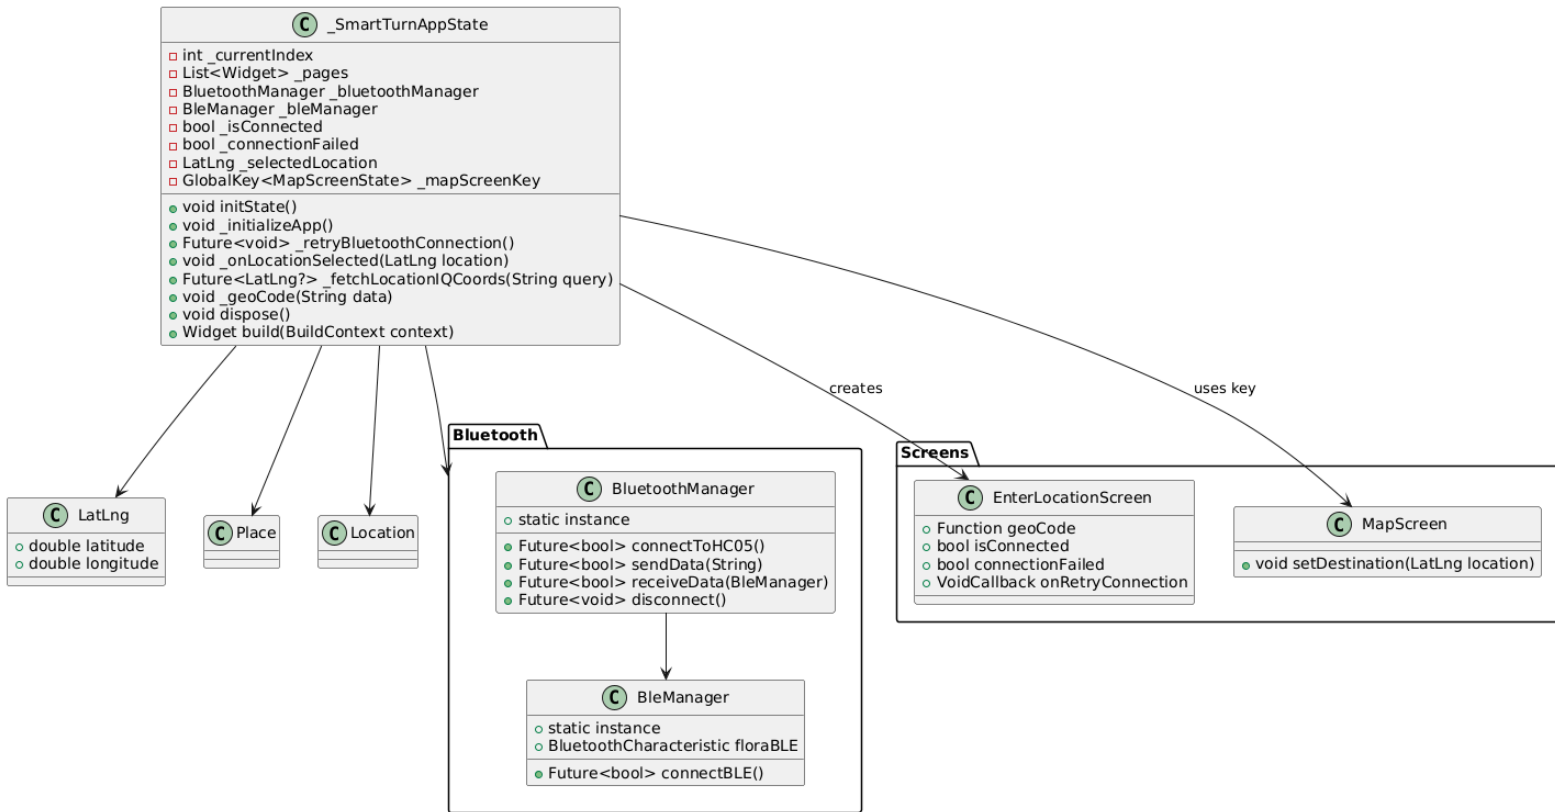 C _SmartTurnAppState
int _currentIndex
List<Widget> _pages
BluetoothManager _bluetoothManager
BleManager _bleManager
bool _isConnected
bool _connectionFailed
LatLng _selectedLocation
GlobalKey<MapScreenState> _mapScreenKey
void initState()
void _initializeApp()
Future<void> _retryBluetoothConnection()
void _onLocationSelected(LatLng location)
Future<LatLng?> _fetchLocationIQCoords(String query)
void _geoCode(String data)
void dispose()
Widget build(BuildContext context)
creates
uses key
C LatLng
double latitude
double longitude
C Place
C Location
Bluetooth
C BluetoothManager
static instance
Future<bool> connectToHC05()
Future<bool> sendData(String)
Future<bool> receiveData(BleManager)
Future<void> disconnect()
C BleManager
static instance
BluetoothCharacteristic floraBLE
Future<bool> connectBLE()
Screens
C EnterLocationScreen
Function geoCode
bool isConnected
bool connectionFailed
VoidCallback onRetryConnection
C MapScreen
void setDestination(LatLng location)